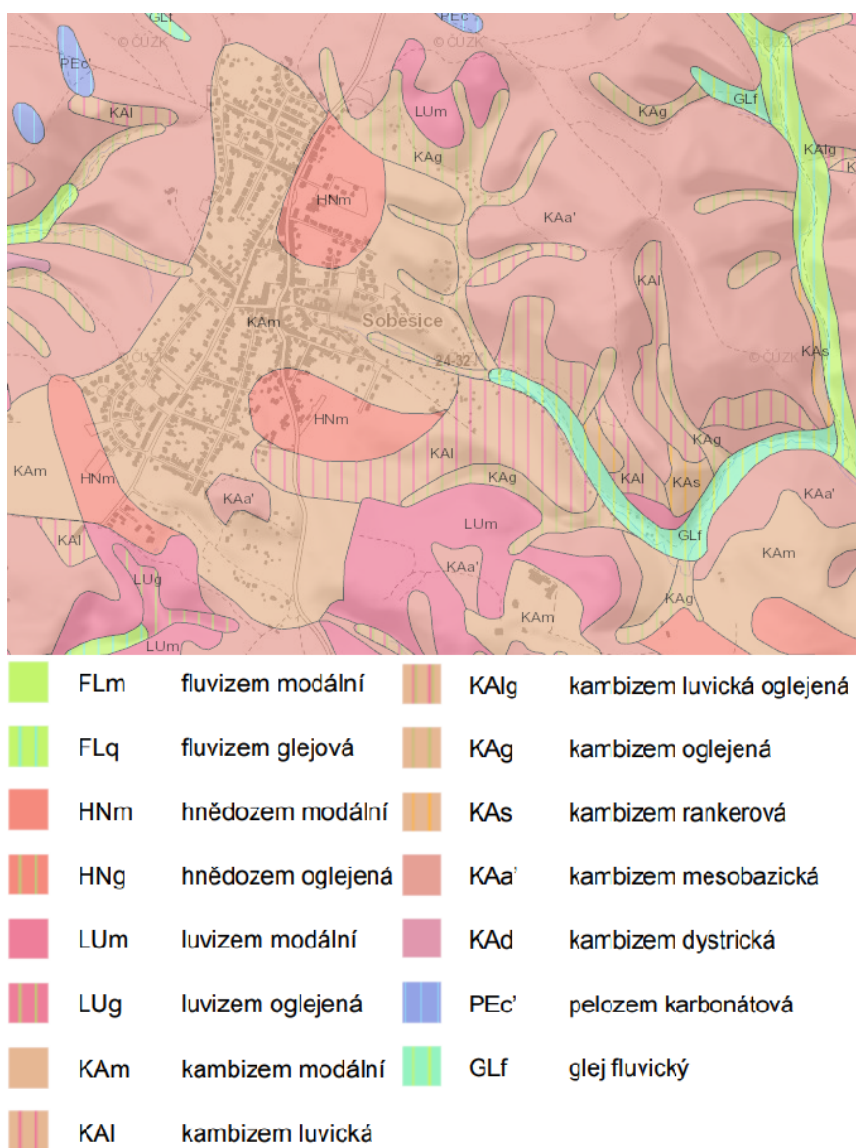 GLf
PEc'
© ČÚZK
© ČÚZK
PEc'
LUm
KAg
GLf
KAl
KAg
KAlg
HNm
KAa'
KAl
Soběšice
KAm
© ČÚZK
24-32
ČÚZK
© ČÚZK
KAs
HNm
KAg
KAl
KAm
HNm
KAg
KAl
KAs
KAa'
KAa'
LUm
KAl
GLf
KAm
LUg
KAa'
KAg
KAm
LUm
FLm fluvizem modální
FLq fluvizem glejová
HNm hnědozem modální
HNg hnědozem oglejená
LUm luvizem modální
LUg luvizem oglejená
KAm kambizem modální
KAl kambizem luvická
KAlg kambizem luvická oglejená
KAg kambizem oglejená
KAs kambizem rankerová
KAa' kambizem mesobazická
KAd kambizem dystrická
PEc' pelozem karbonátová
GLf glej fluvický